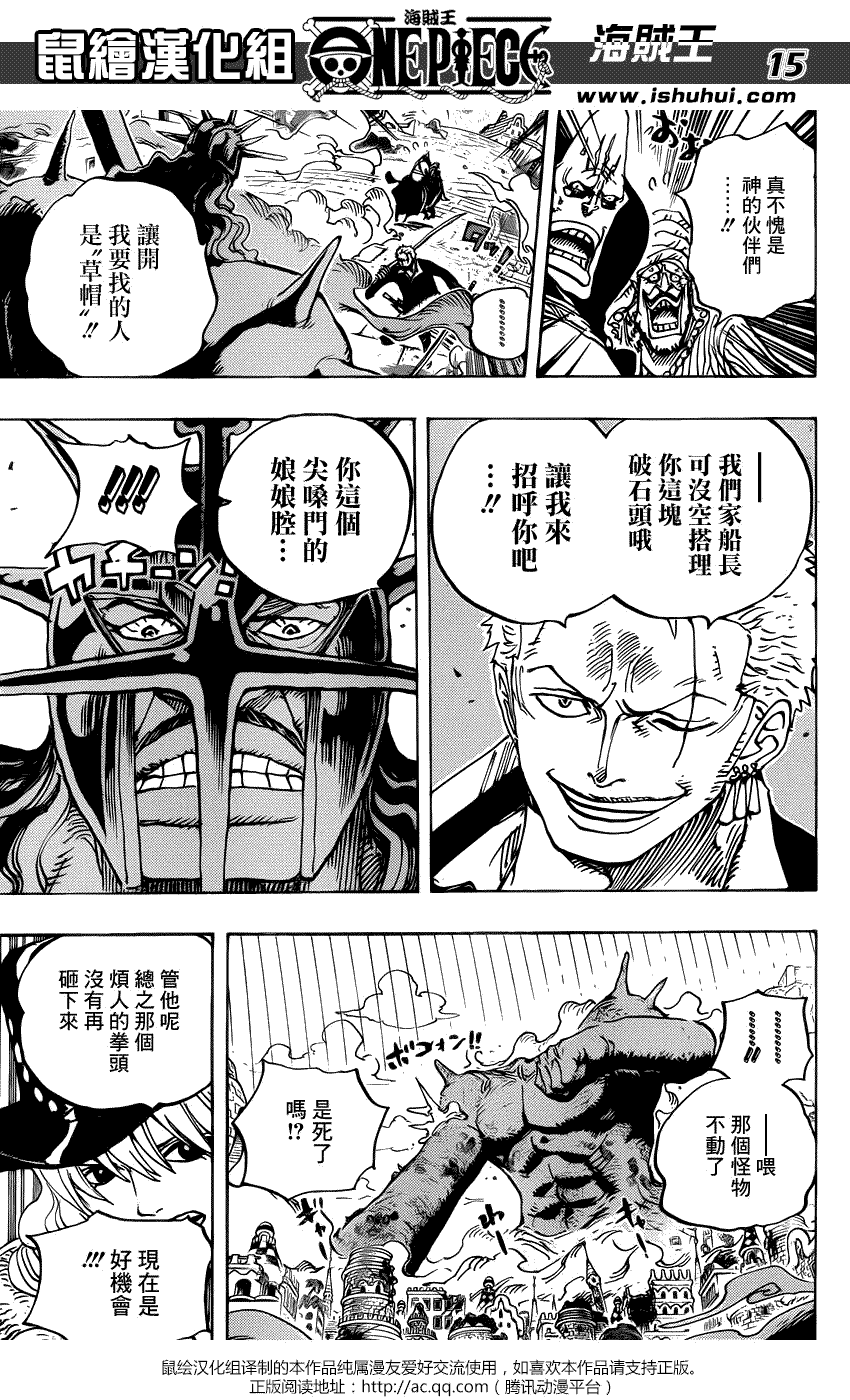 鼠繪漢化組
海賊王
ONE PIECE
海賊王
15
www.ishuhui.com
真不愧是
神的伙伴們
……!!
………
讓開
我要找的人
是〝草帽〞!!
——
我們家船長
可沒空搭理
你這塊
破石頭哦
讓我來
招呼你吧
…!!
你這個
尖嗓門的
娘娘腔…
!!!
カチーン
………!!
——喂
那個怪物
不動了
ボコォン!!
是死了
嗎!?
管他呢
總之那個
煩人的拳頭
沒有再
砸下來
現在是
好機會
!!!
鼠绘汉化组译制的本作品纯属漫友爱好交流使用，如喜欢本作品请支持正版。
正版阅读地址：http://ac.qq.com（腾讯动漫平台）